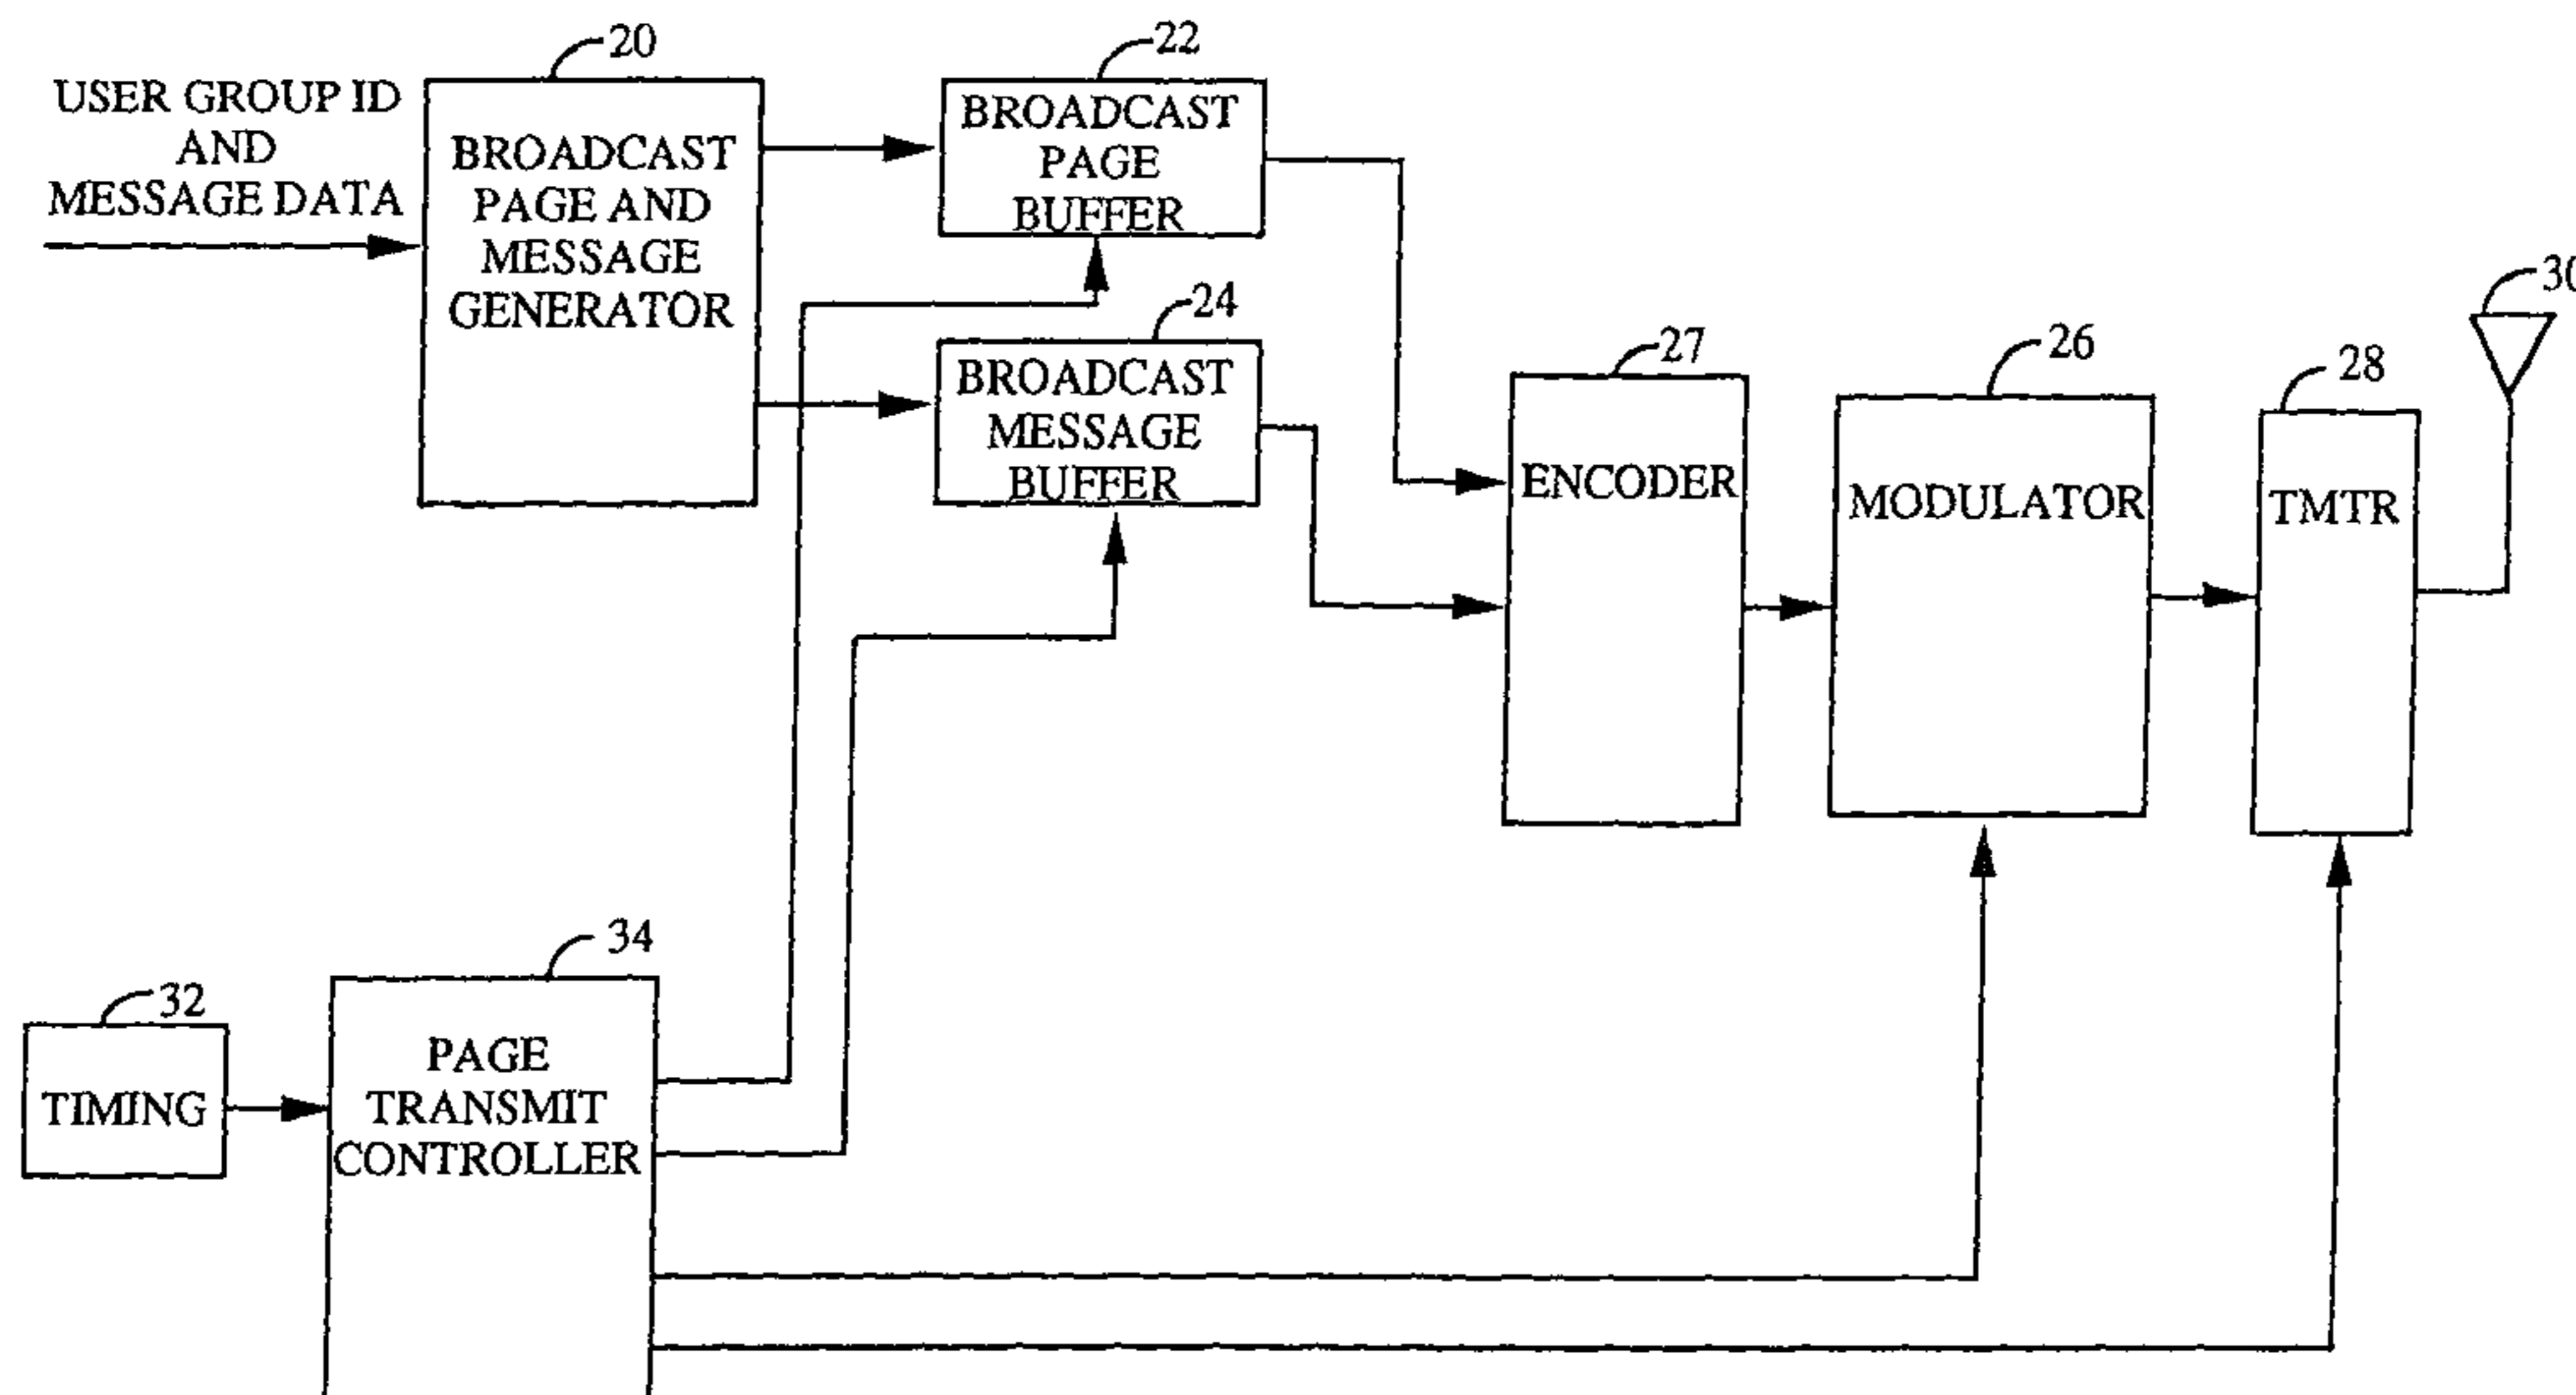 20
22
USER GROUP ID
AND
MESSAGE DATA
BROADCAST
PAGE AND
MESSAGE
GENERATOR
BROADCAST
PAGE
BUFFER
24
BROADCAST
MESSAGE
BUFFER
27
ENCODER
26
MODULATOR
28
TMTR
30
32
TIMING
34
PAGE
TRANSMIT
CONTROLLER